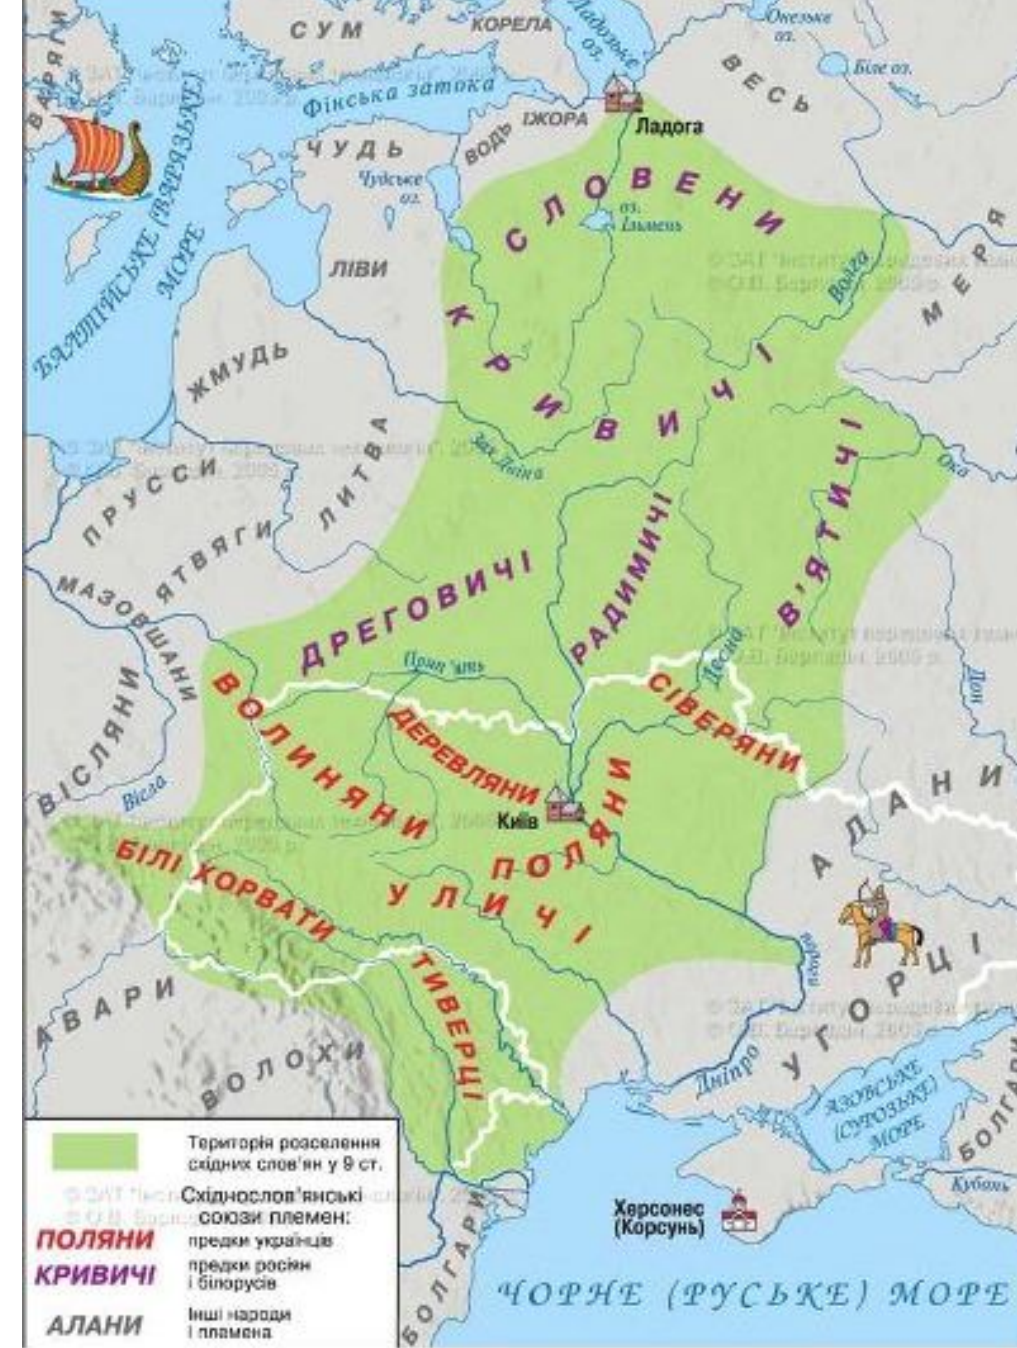 ВАРЯГИ
СУМ
КОРЕЛА
Ладозьке
оз.
Онезьке
оз.
Біле оз.
ВЕСЬ
Фінська затока
ІЖОРА
Ладога
ВОДЬ
ЧУДЬ
Чудське
оз.
СЛОВЕНИ
оз.
Ільмень
БАЛТІЙСЬКЕ (ВАРЯЗЬКЕ)
МОРЕ
ЛІВИ
Волга
МЕРЯ
КРИВИЧІ
ЖМУДЬ
Зах. Двіна
Ока
ЛИТВА
ПРУССИ
ЯТВЯГИ
В'ЯТИЧІ
РАДИМИЧІ
ДРЕГОВИЧІ
МАЗОВШАНИ
Прип'ять
Десна
Дон
ВІСЛЯНИ
Вісла
ВОЛИНЯНИ
ДЕРЕВЛЯНИ
СІВЕРЯНИ
Київ
ПОЛЯНИ
АЛАНИ
БІЛІ ХОРВАТИ
УЛИЧІ
пороги
ТИВЕРЦІ
УГОРЦІ
АВАРИ
ВОЛОХИ
Дніпро
АЗОВСЬКЕ
(СУРОЗЬКЕ)
МОРЕ
БОЛГАРИ
Кубань
Херсонес
(Корсунь)
БОЛГАРИ
ЧОРНЕ (РУСЬКЕ) МОРЕ
Територія розселення
східних слов'ян у 9 ст.
Східнослов'янські
союзи племен:
ПОЛЯНИ предки українців
КРИВИЧІ предки росіян
і білорусів
АЛАНИ Інші народи
і племена